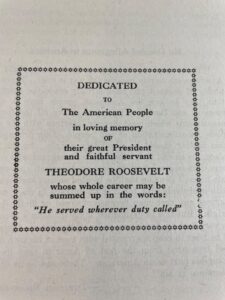 DEDICATED
TO
The American People
in loving memory
OF
their great President
and faithful servant
THEODORE ROOSEVELT
whose whole career may be
summed up in the words:
"He served wherever duty called"